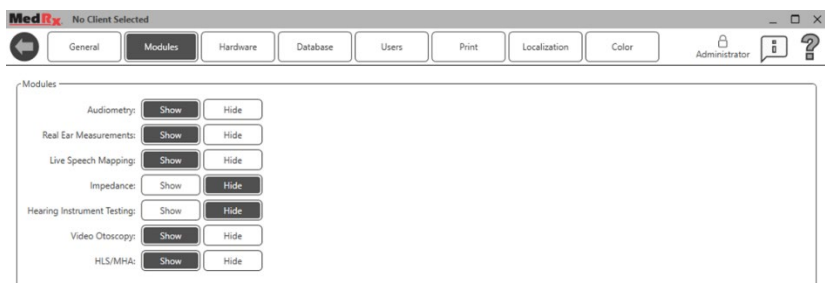 MedRx No Client Selected
General Modules Hardware Database Users Print Localization Color Administrator
Modules
Audiometry: Show Hide
Real Ear Measurements: Show Hide
Live Speech Mapping: Show Hide
Impedance: Show Hide
Hearing Instrument Testing: Show Hide
Video Otoscopy: Show Hide
HLS/MHA: Show Hide